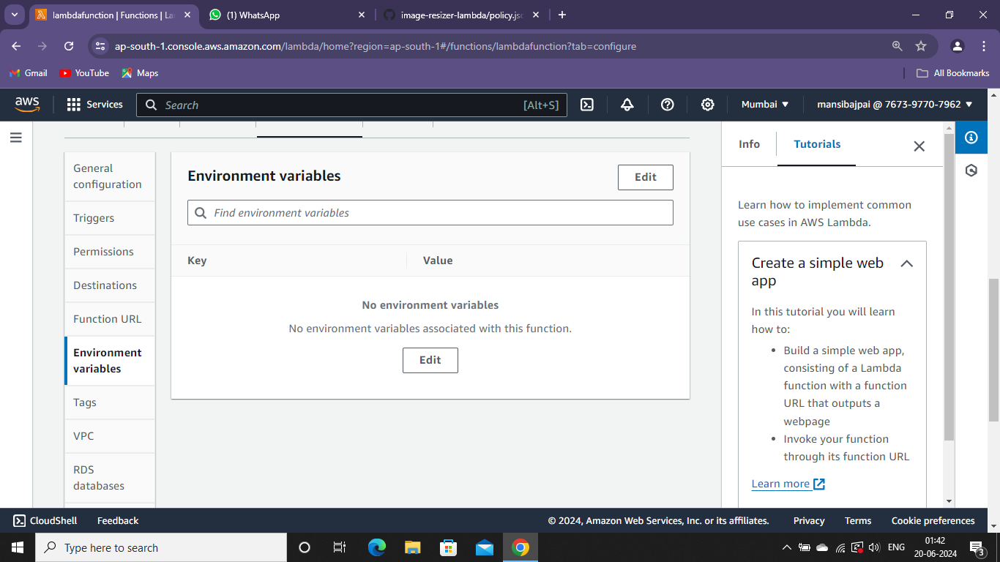 lambdafunction | Functions | La
(1) WhatsApp
image-resizer-lambda/policy.jso
ap-south-1.console.aws.amazon.com/lambda/home?region=ap-south-1#/functions/lambdafunction?tab=configure
Gmail
YouTube
Maps
All Bookmarks
aws
Services
Search
[Alt+S]
Mumbai
mansibajpai @ 7673-9770-7962
General
configuration
Triggers
Permissions
Destinations
Function URL
Environment
variables
Tags
VPC
RDS
databases
Environment variables
Edit
Find environment variables
Key
Value
No environment variables
No environment variables associated with this function.
Edit
Info
Tutorials
Learn how to implement common
use cases in AWS Lambda.
Create a simple web
app
In this tutorial you will learn
how to:
• Build a simple web app,
consisting of a Lambda
function with a function
URL that outputs a
webpage
• Invoke your function
through its function URL
Learn more
CloudShell
Feedback
© 2024, Amazon Web Services, Inc. or its affiliates.
Privacy
Terms
Cookie preferences
Type here to search
ENG
01:42
20-06-2024
3